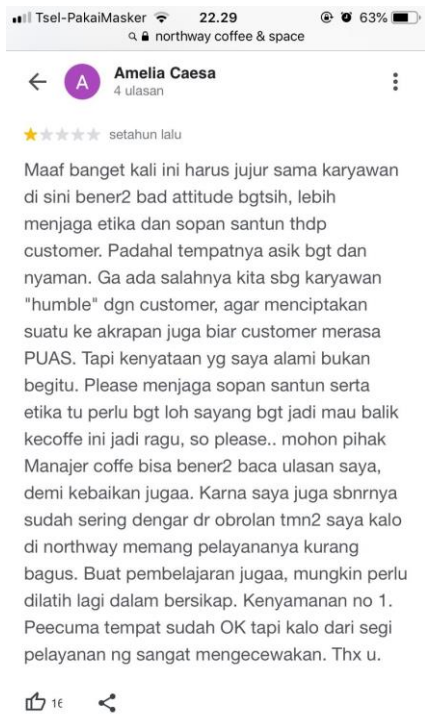 Tsel-PakaiMasker 22.29 63%
northway coffee & space
Amelia Caesa
A
4 ulasan
setahun lalu
Maaf banget kali ini harus jujur sama karyawan
di sini bener2 bad attitude bgtsih, lebih
menjaga etika dan sopan santun thdp
customer. Padahal tempatnya asik bgt dan
nyaman. Ga ada salahnya kita sbg karyawan
"humble" dgn customer, agar menciptakan
suatu ke akrapan juga biar customer merasa
PUAS. Tapi kenyataan yg saya alami bukan
begitu. Please menjaga sopan santun serta
etika tu perlu bgt loh sayang bgt jadi mau balik
kecoffe ini jadi ragu, so please.. mohon pihak
Manajer coffe bisa bener2 baca ulasan saya,
demi kebaikan jugaa. Karna saya juga sbnrnya
sudah sering dengar dr obrolan tmn2 saya kalo
di northway memang pelayananya kurang
bagus. Buat pembelajaran jugaa, mungkin perlu
dilatih lagi dalam bersikap. Kenyamanan no 1.
Peecuma tempat sudah OK tapi kalo dari segi
pelayanan ng sangat mengecewakan. Thx u.
16